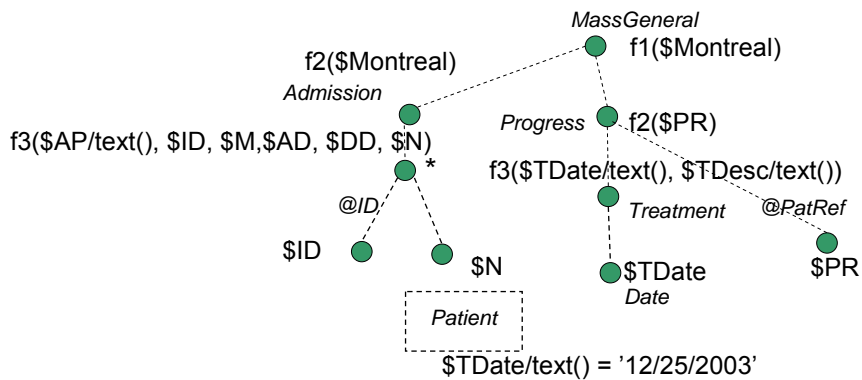 MassGeneral
f1($Montreal)
f2($Montreal)
Admission
Progress
f2($PR)
f3($AP/text(), $ID, $M,$AD, $DD, $N)
*
f3($TDate/text(), $TDesc/text())
@ID
Treatment
@PatRef
$ID
$N
$TDate
Date
$PR
Patient
$TDate/text() = ’12/25/2003’